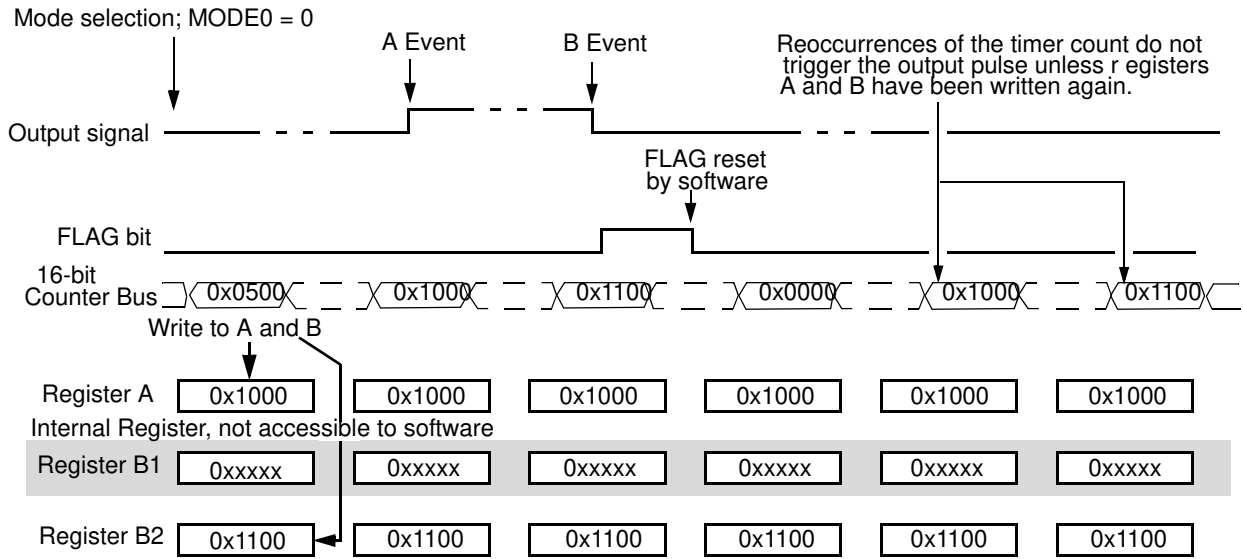 Mode selection; MODE0 = 0
A Event
B Event
Reoccurrences of the timer count do not
trigger the output pulse unless r egisters
A and B have been written again.
Output signal
FLAG reset
by software
FLAG bit
16-bit
Counter Bus
0x0500 0x1000 0x1100 0x0000 0x1000 0x1100
Write to A and B
Register A 0x1000 0x1000 0x1000 0x1000 0x1000 0x1000
Internal Register, not accessible to software
Register B1 0xxxxx 0xxxxx 0xxxxx 0xxxxx 0xxxxx 0xxxxx
Register B2 0x1100 0x1100 0x1100 0x1100 0x1100 0x1100